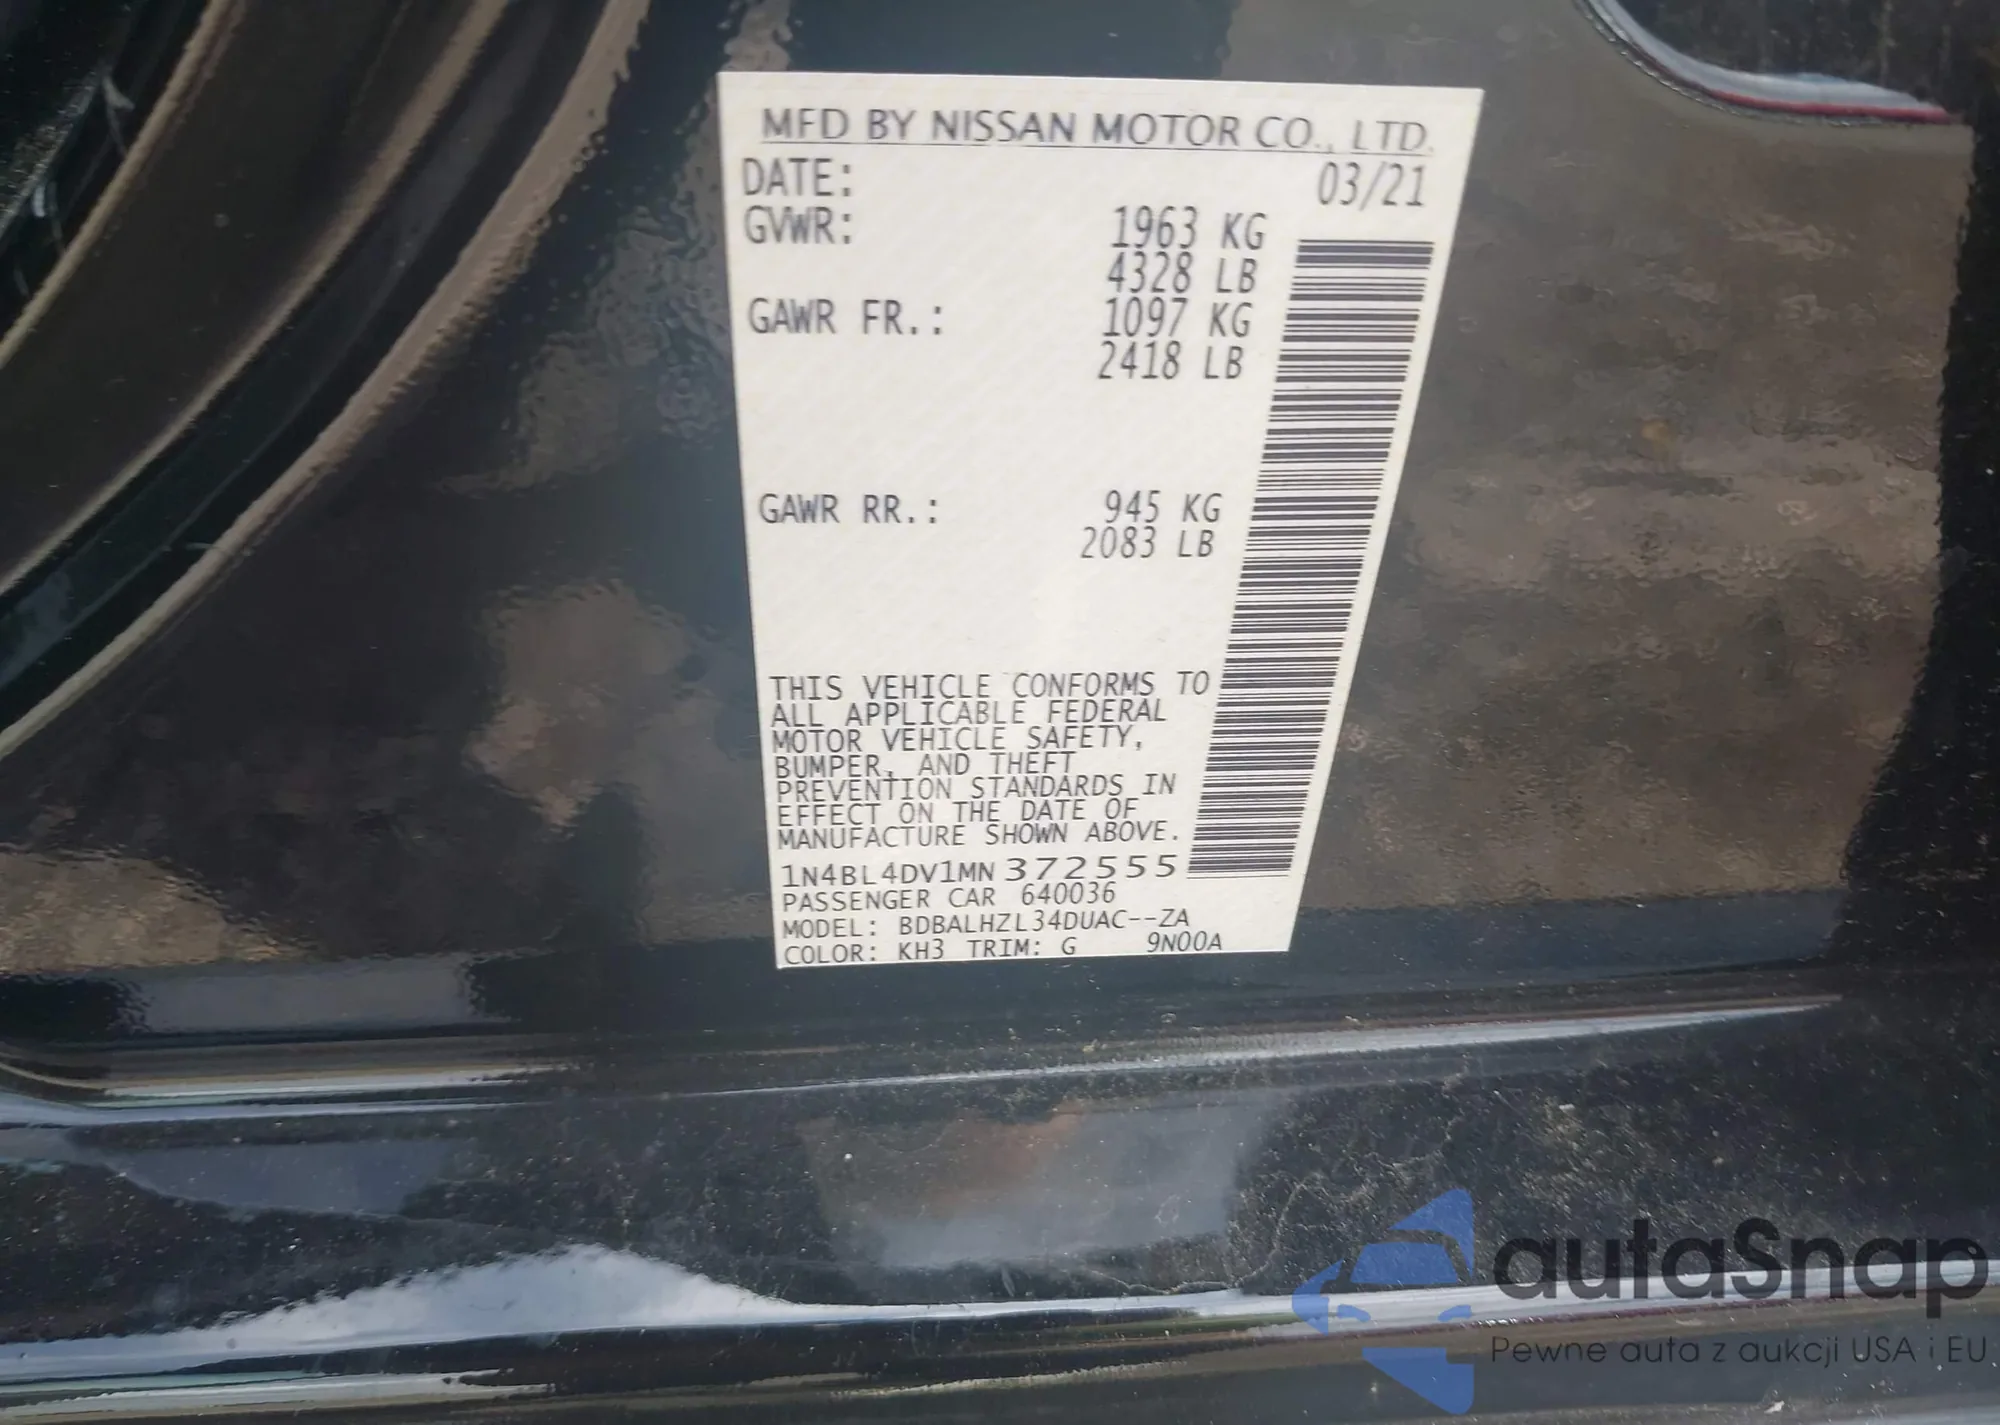 MFD BY NISSAN MOTOR CO., LTD.
DATE: 03/21
GVWR: 1963 KG
4328 LB
GAWR FR.: 1097 KG
2418 LB
GAWR RR.: 945 KG
2083 LB
THIS VEHICLE CONFORMS TO
ALL APPLICABLE FEDERAL
MOTOR VEHICLE SAFETY,
BUMPER, AND THEFT
PREVENTION STANDARDS IN
EFFECT ON THE DATE OF
MANUFACTURE SHOWN ABOVE.
1N4BL4DV1MN372555
PASSENGER CAR 640036
MODEL: BDBALHZL34DUAC--ZA
COLOR: KH3 TRIM: G 9N00A
autaSnap
Pewne auta z aukcji USA i EU